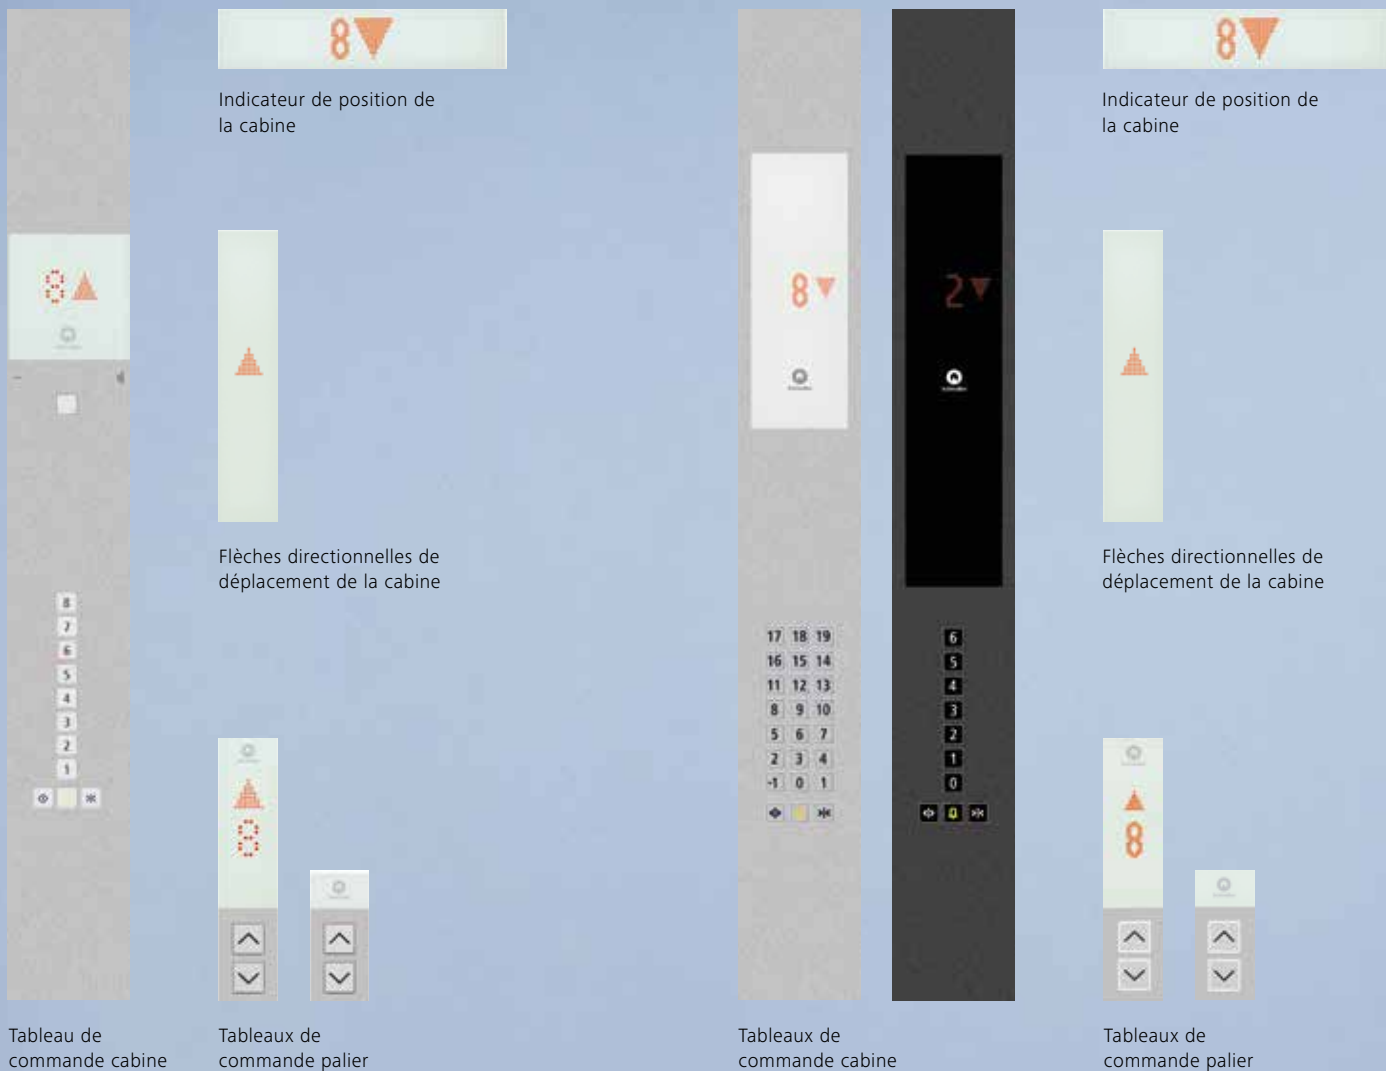 8
Indicateur de position de
la cabine
8
8
7
6
5
4
3
2
1
Flèches directionnelles de
déplacement de la cabine
8
Tableau de
commande cabine
Tableaux de
commande palier
8
17 18 19
16 15 14
11 12 13
8 9 10
5 6 7
2 3 4
-1 0 1
2
6
5
4
3
2
1
0
Tableaux de
commande cabine
8
Indicateur de position de
la cabine
Flèches directionnelles de
déplacement de la cabine
8
Tableaux de
commande palier